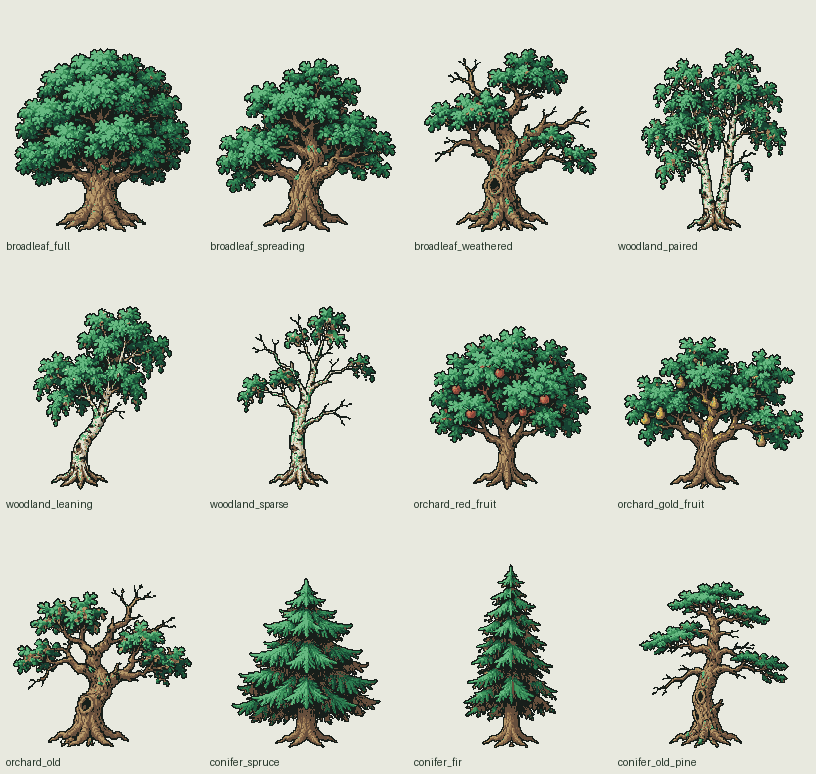 broadleaf_full
broadleaf_spreading
broadleaf_weathered
woodland_paired
woodland_leaning
woodland_sparse
orchard_red_fruit
orchard_gold_fruit
orchard_old
conifer_spruce
conifer_fir
conifer_old_pine